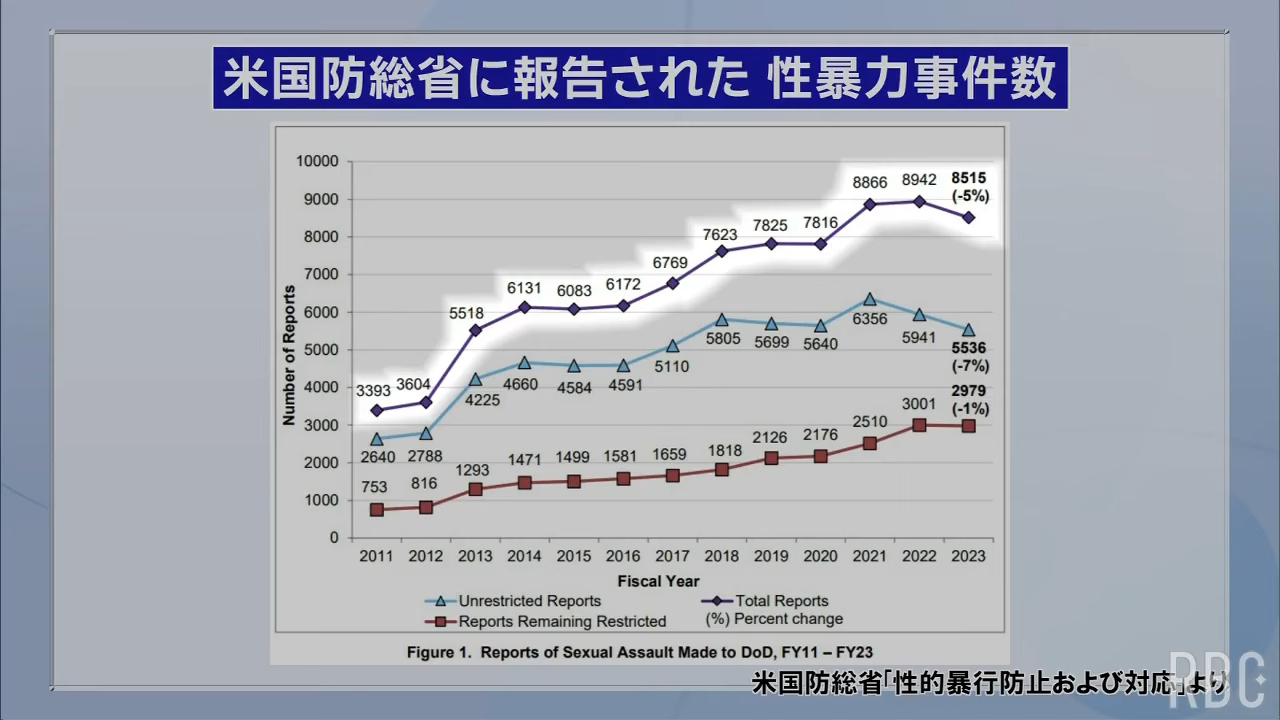 米国防総省に報告された 性暴力事件数
10000
9000
8000
7000
6000
5000
4000
3000
2000
1000
0
Number of Reports
3393 3604 5518 6131 6083 6172 6769 7623 7825 7816 8866 8942 8515
(-5%)
2640 2788 4225 4660 4584 4591 5110 5805 5699 5640 6356 5941 5536
(-7%)
753 816 1293 1471 1499 1581 1659 1818 2126 2176 2510 3001 2979
(-1%)
2011 2012 2013 2014 2015 2016 2017 2018 2019 2020 2021 2022 2023
Fiscal Year
Unrestricted Reports Total Reports
Reports Remaining Restricted (%) Percent change
Figure 1. Reports of Sexual Assault Made to DoD, FY11 – FY23
米国防総省「性的暴行防止および対応」より
RBC